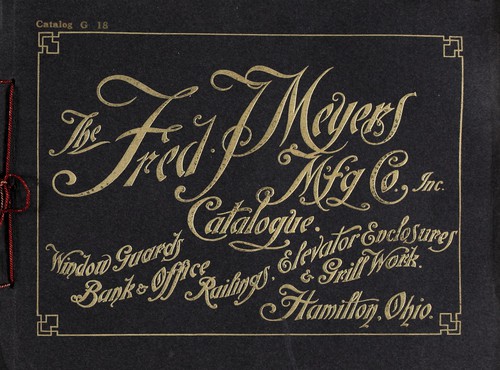 Catalog G 18
The Fred. J. Meyers
Mf'g Co., Inc.
Catalogue.
Window Guards
Bank & Office Railings. Elevator Enclosures
& Grill Work.
Hamilton, Ohio.